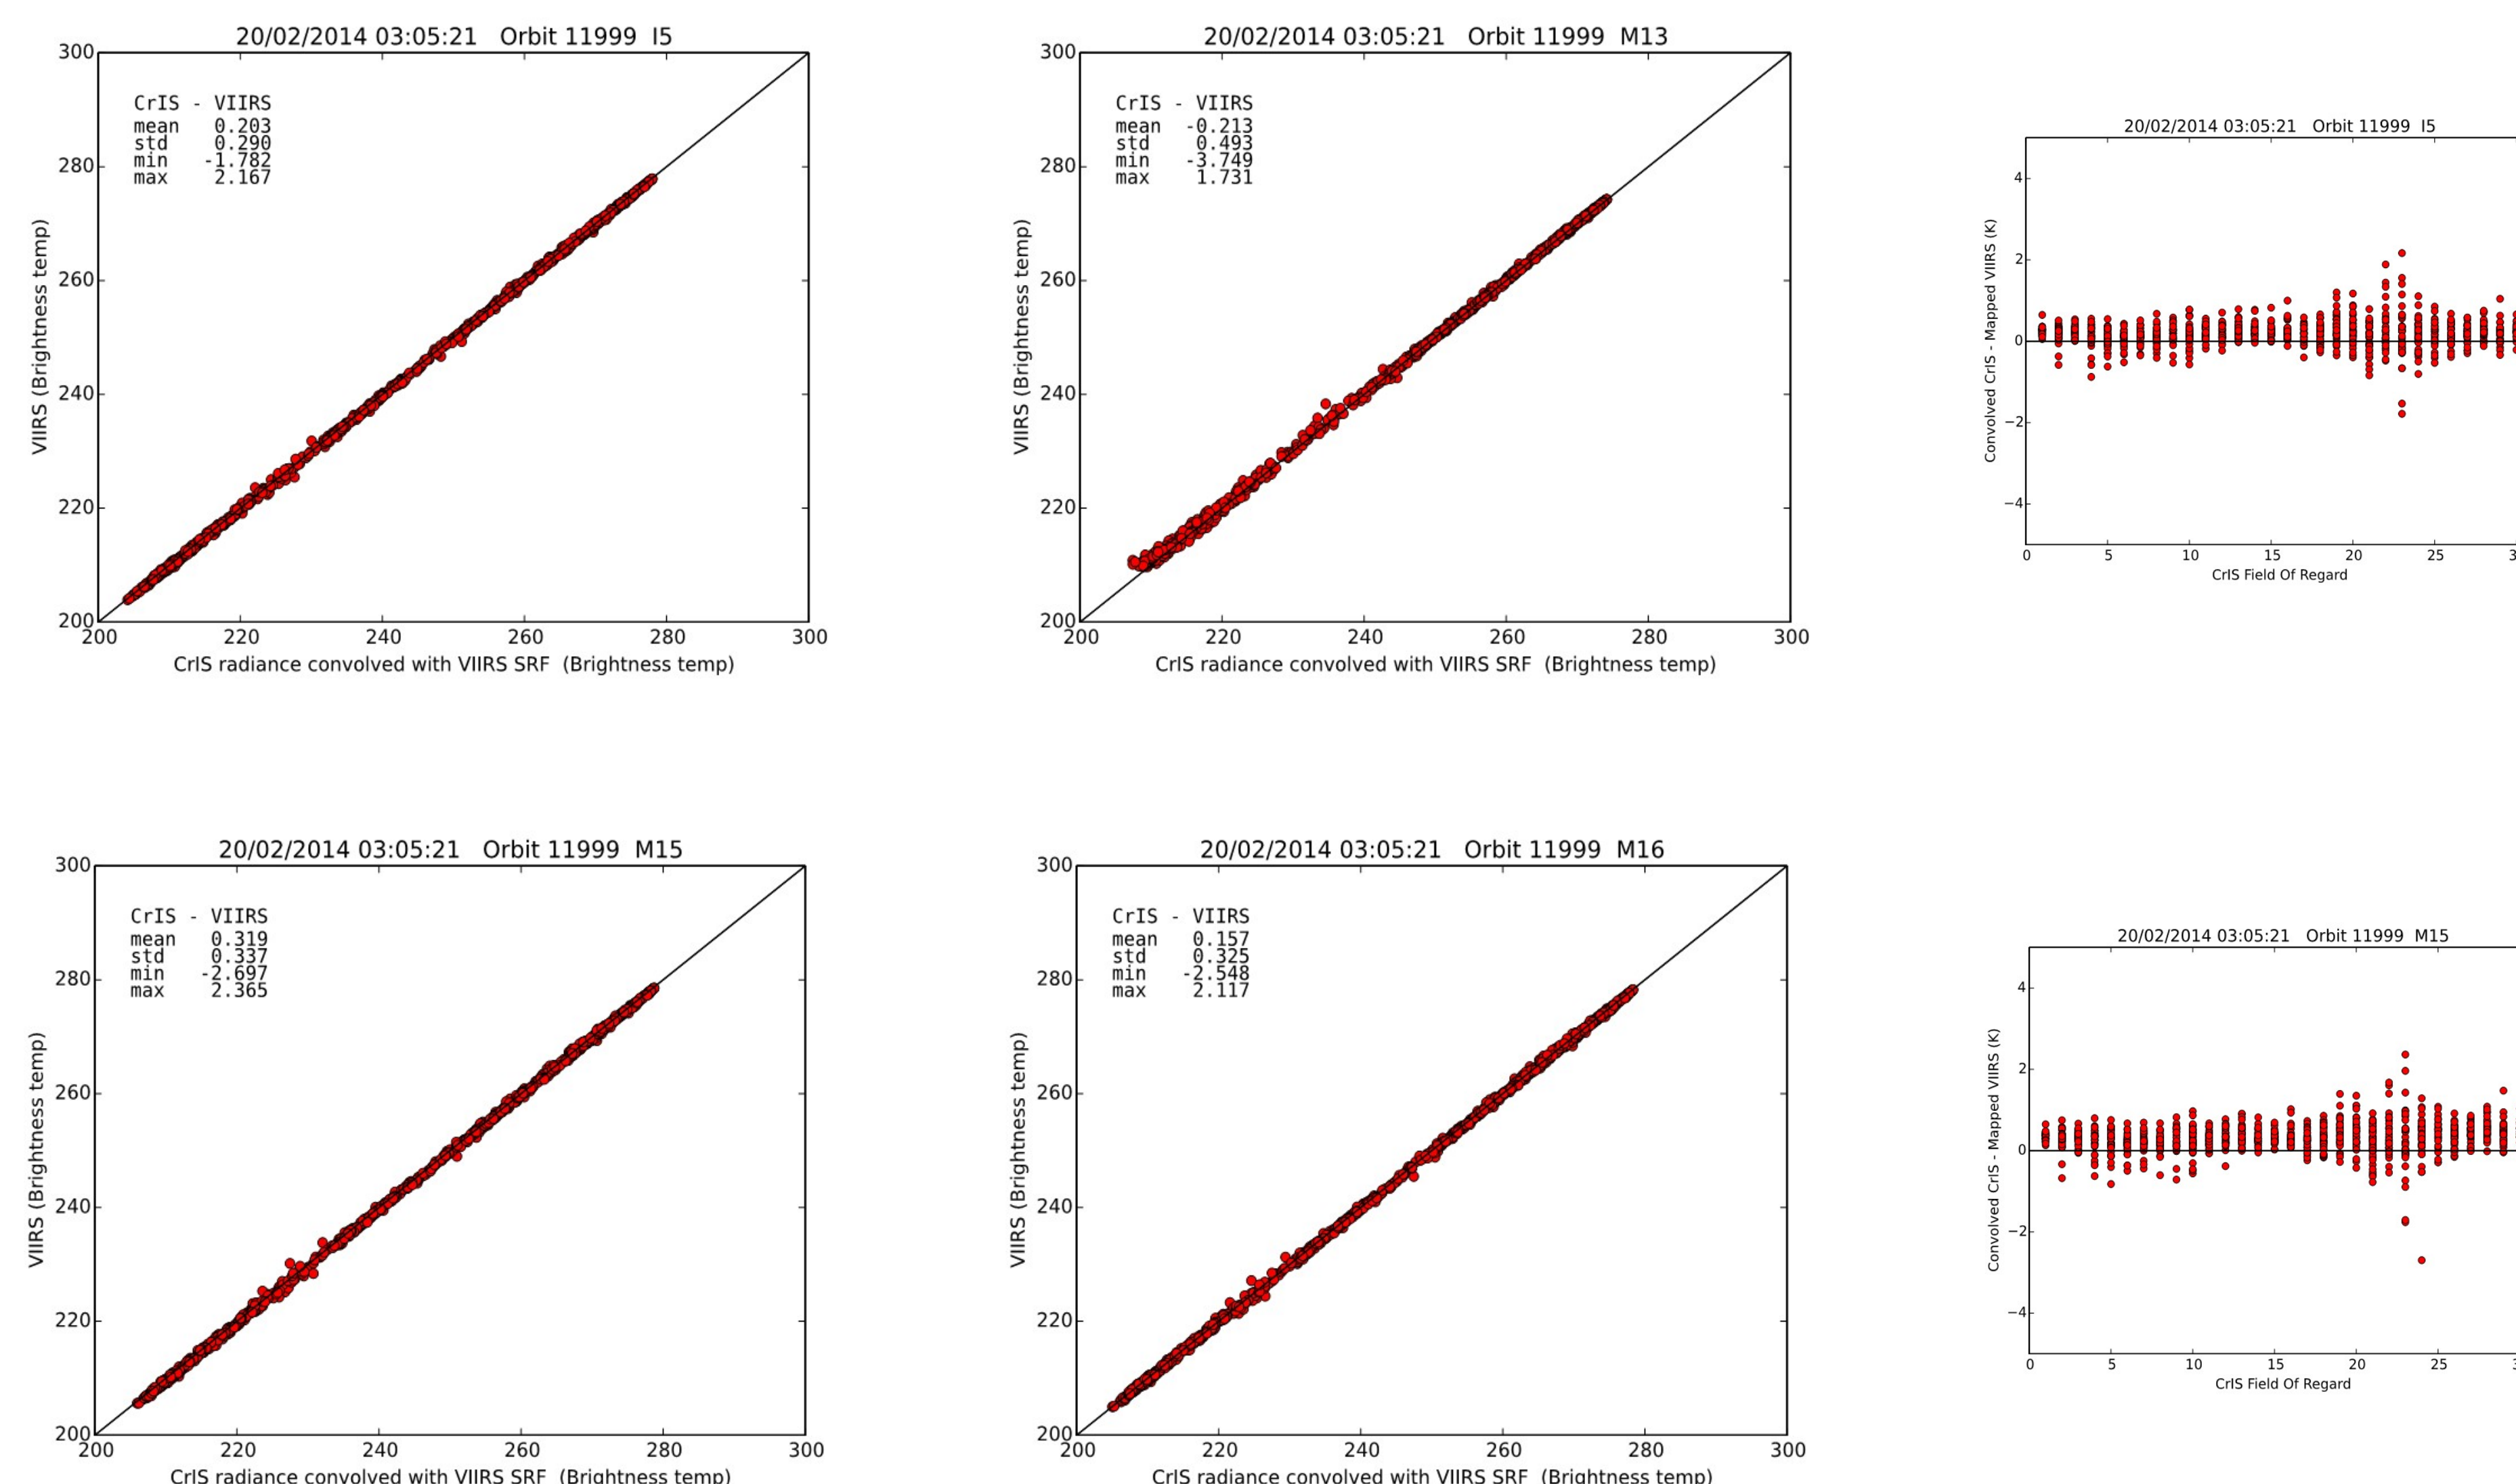 20/02/2014 03:05:21 Orbit 11999 I5
CrIS - VIIRS
mean 0.203
std 0.290
min -1.782
max 2.167
300
280
260
240
220
200
VIIRS (Brightness temp)
200 220 240 260 280 300
CrIS radiance convolved with VIIRS SRF (Brightness temp)
20/02/2014 03:05:21 Orbit 11999 M13
CrIS - VIIRS
mean -0.213
std 0.493
min -3.749
max 1.731
300
280
260
240
220
200
VIIRS (Brightness temp)
200 220 240 260 280 300
CrIS radiance convolved with VIIRS SRF (Brightness temp)
20/02/2014 03:05:21 Orbit 11999 I5
4
2
0
−2
−4
Convolved CrIS - Mapped VIIRS (K)
0 5 10 15 20 25
CrIS Field Of Regard
20/02/2014 03:05:21 Orbit 11999 M15
CrIS - VIIRS
mean 0.319
std 0.337
min -2.697
max 2.365
300
280
260
240
220
200
VIIRS (Brightness temp)
200 220 240 260 280 300
CrIS radiance convolved with VIIRS SRF (Brightness temp)
20/02/2014 03:05:21 Orbit 11999 M16
CrIS - VIIRS
mean 0.157
std 0.325
min -2.548
max 2.117
300
280
260
240
220
200
VIIRS (Brightness temp)
200 220 240 260 280 300
CrIS radiance convolved with VIIRS SRF (Brightness temp)
20/02/2014 03:05:21 Orbit 11999 M15
4
2
0
−2
−4
Convolved CrIS - Mapped VIIRS (K)
0 5 10 15 20 25
CrIS Field Of Regard